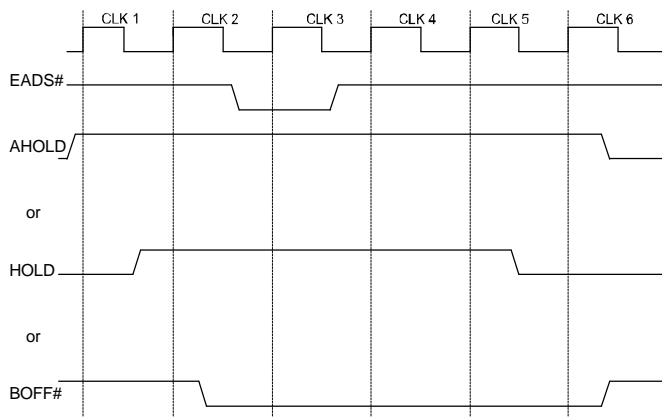 CLK 1 CLK 2 CLK 3 CLK 4 CLK 5 CLK 6
EADS#
AHOLD
or
HOLD
or
BOFF#